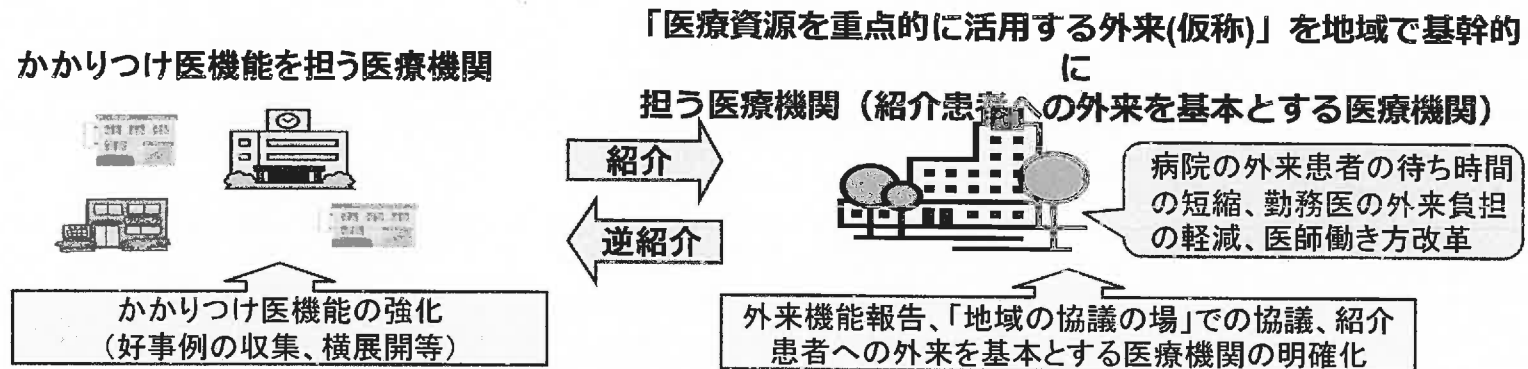 かかりつけ医機能を担う医療機関
「医療資源を重点的に活用する外来(仮称)」を地域で基幹的
に
担う医療機関（紹介患者への外来を基本とする医療機関）
紹介
逆紹介
病院の外来患者の待ち時間
の短縮、勤務医の外来負担
の軽減、医師働き方改革
かかりつけ医機能の強化
（好事例の収集、横展開等）
外来機能報告、「地域の協議の場」での協議、紹介
患者への外来を基本とする医療機関の明確化